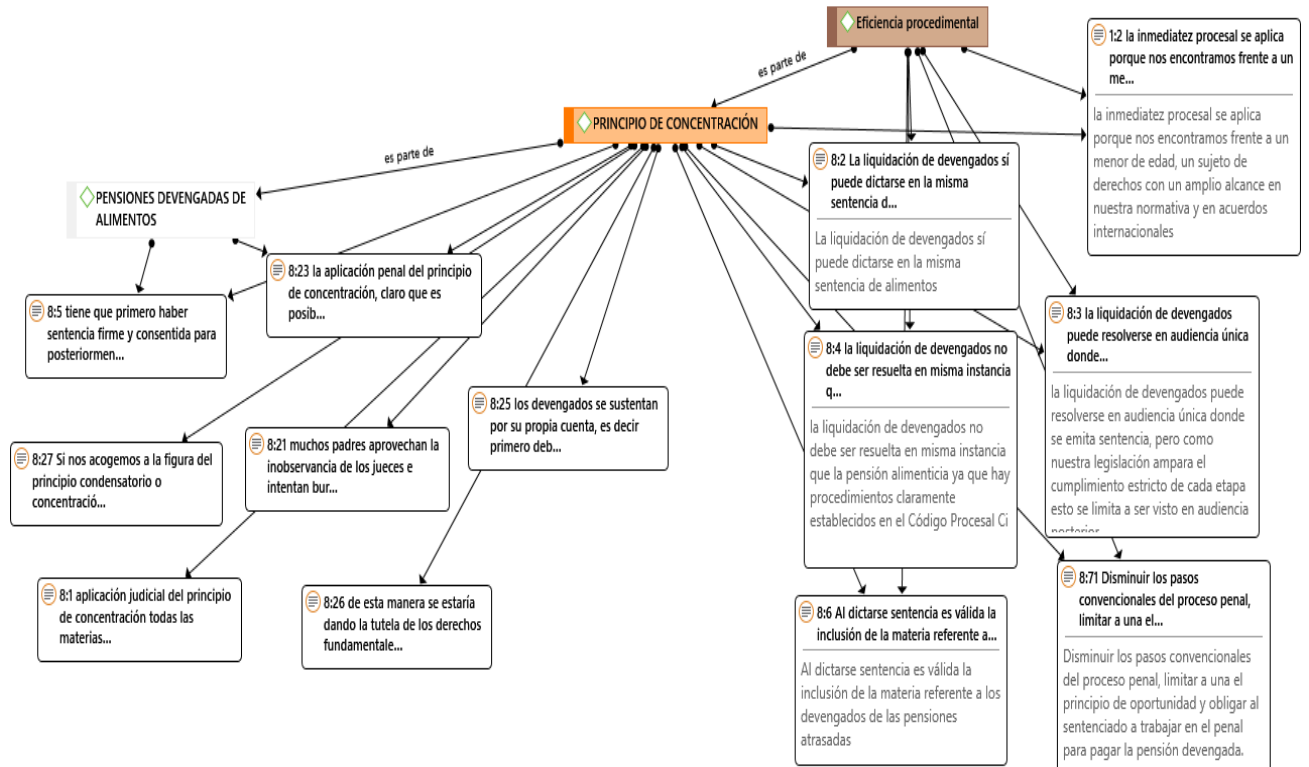 Eficiencia procedimental
es parte de
PRINCIPIO DE CONCENTRACIÓN
es parte de
PENSIONES DEVENGADAS DE
ALIMENTOS
1:2 la inmediatez procesal se aplica
porque nos encontramos frente a un
me...
la inmediatez procesal se aplica
porque nos encontramos frente a un
menor de edad, un sujeto de
derechos con un amplio alcance en
nuestra normativa y en acuerdos
internacionales
8:2 La liquidación de devengados sí
puede dictarse en la misma
sentencia d...
La liquidación de devengados sí
puede dictarse en la misma
sentencia de alimentos
8:23 la aplicación penal del principio
de concentración, claro que es
posib...
8:5 tiene que primero haber
sentencia firme y consentida para
posteriormen...
8:3 la liquidación de devengados
puede resolverse en audiencia única
donde...
la liquidación de devengados puede
resolverse en audiencia única donde
se emita sentencia, pero como
nuestra legislación ampara el
cumplimiento estricto de cada etapa
esto se limita a ser visto en audiencia
posterior
8:4 la liquidación de devengados no
debe ser resuelta en misma instancia
q...
la liquidación de devengados no
debe ser resuelta en misma instancia
que la pensión alimenticia ya que hay
procedimientos claramente
establecidos en el Código Procesal Ci
8:25 los devengados se sustentan
por su propia cuenta, es decir
primero deb...
8:27 Si nos acogemos a la figura del
principio condensatorio o
concentració...
8:21 muchos padres aprovechan la
inobservancia de los jueces e
intentan bur...
8:1 aplicación judicial del principio
de concentración todas las
materias...
8:26 de esta manera se estaría
dando la tutela de los derechos
fundamentale...
8:6 Al dictarse sentencia es válida la
inclusión de la materia referente a...
Al dictarse sentencia es válida la
inclusión de la materia referente a los
devengados de las pensiones
atrasadas
8:71 Disminuir los pasos
convencionales del proceso penal,
limitar a una el...
Disminuir los pasos convencionales
del proceso penal, limitar a una el
principio de oportunidad y obligar al
sentenciado a trabajar en el penal
para pagar la pensión devengada.